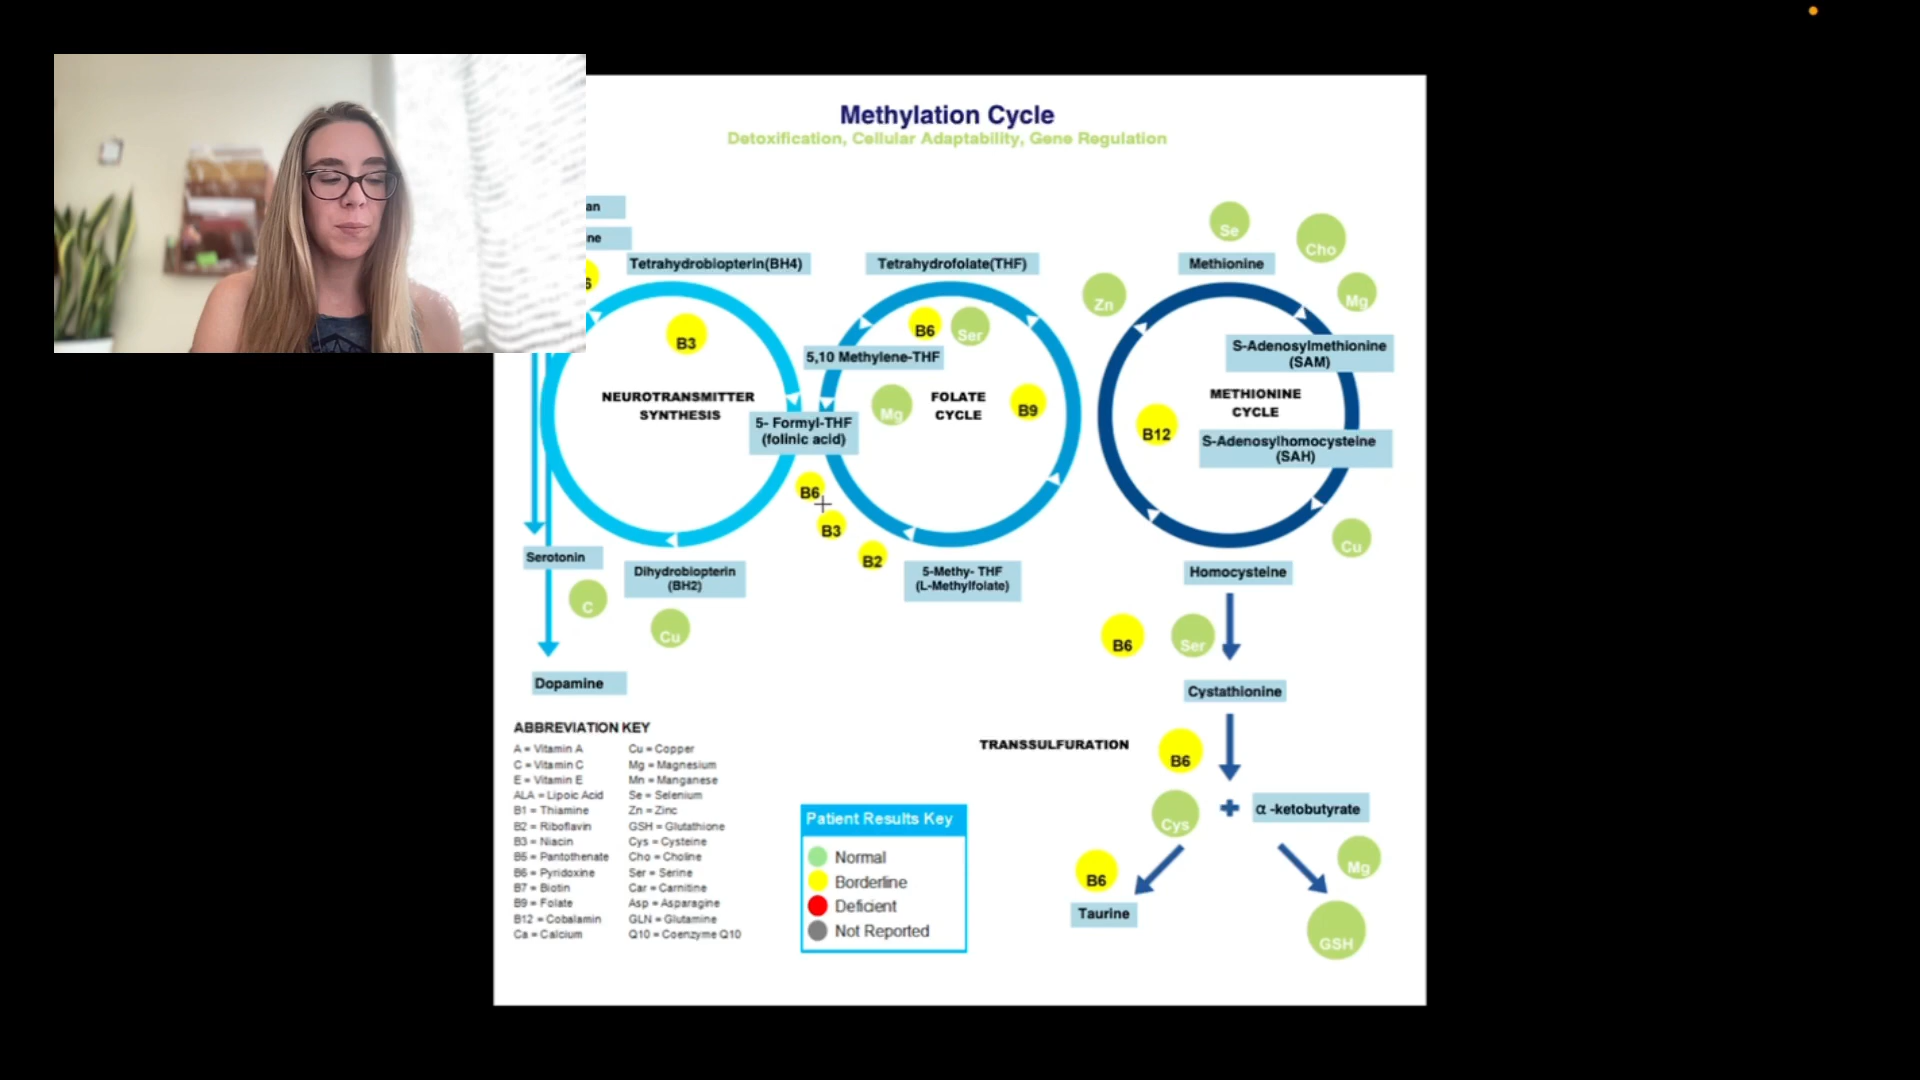 Methylation Cycle
Detoxification, Cellular Adaptability, Gene Regulation
an
ne
Tetrahydrobiopterin(BH4)
Tetrahydrofolate(THF)
Methionine
Se
Cho
Mg
Zn
6
B3
B6
Ser
5,10 Methylene-THF
S-Adenosylmethionine
(SAM)
NEUROTRANSMITTER
SYNTHESIS
Mg
FOLATE
CYCLE
B9
METHIONINE
CYCLE
B12
5- Formyl-THF
(folinic acid)
S-Adenosylhomocysteine
(SAH)
B6
B3
B2
Cu
Serotonin
Dihydrobiopterin
(BH2)
5-Methy- THF
(L-Methylfolate)
Homocysteine
C
Cu
B6
Ser
Dopamine
Cystathionine
TRANSSULFURATION
B6
Cys
+
α -ketobutyrate
Mg
B6
Taurine
GSH
ABBREVIATION KEY
A = Vitamin A
C = Vitamin C
E = Vitamin E
ALA = Lipoic Acid
B1 = Thiamine
B2 = Riboflavin
B3 = Niacin
B5 = Pantothenate
B6 = Pyridoxine
B7 = Biotin
B9 = Folate
B12 = Cobalamin
Ca = Calcium
Cu = Copper
Mg = Magnesium
Mn = Manganese
Se = Selenium
Zn = Zinc
GSH = Glutathione
Cys = Cysteine
Cho = Choline
Ser = Serine
Car = Carnitine
Asp = Asparagine
GLN = Glutamine
Q10 = Coenzyme Q10
Patient Results Key
Normal
Borderline
Deficient
Not Reported